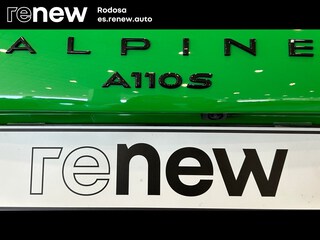 renew
Rodosa
es.renew.auto
ALPINE
A110S
renew